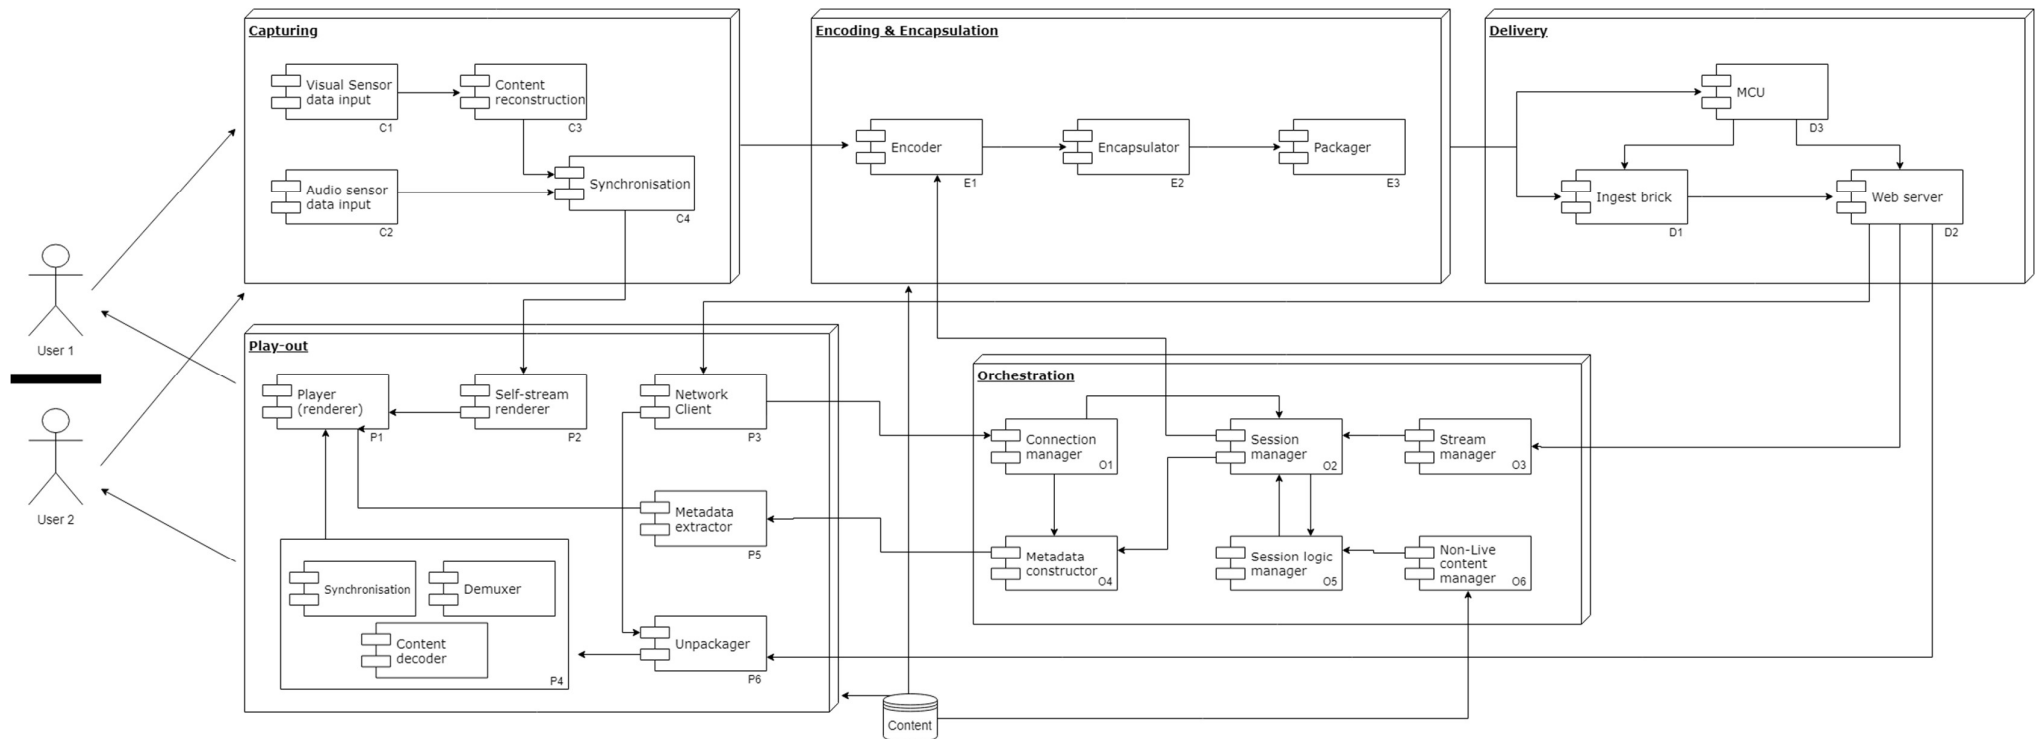 Capturing
Visual Sensor
data input
C1
Content
reconstruction
C3
Audio sensor
data input
C2
Synchronisation
C4
Encoding & Encapsulation
Encoder
E1
Encapsulator
E2
Packager
E3
Delivery
MCU
D3
Ingest brick
D1
Web server
D2
User 1
User 2
Play-out
Player
(renderer)
P1
Self-stream
renderer
P2
Network
Client
P3
Metadata
extractor
P5
Synchronisation
Demuxer
Content
decoder
P4
Unpackager
P6
Orchestration
Connection
manager
O1
Session
manager
O2
Stream
manager
O3
Metadata
constructor
O4
Session logic
manager
O5
Non-Live
content
manager
O6
Content